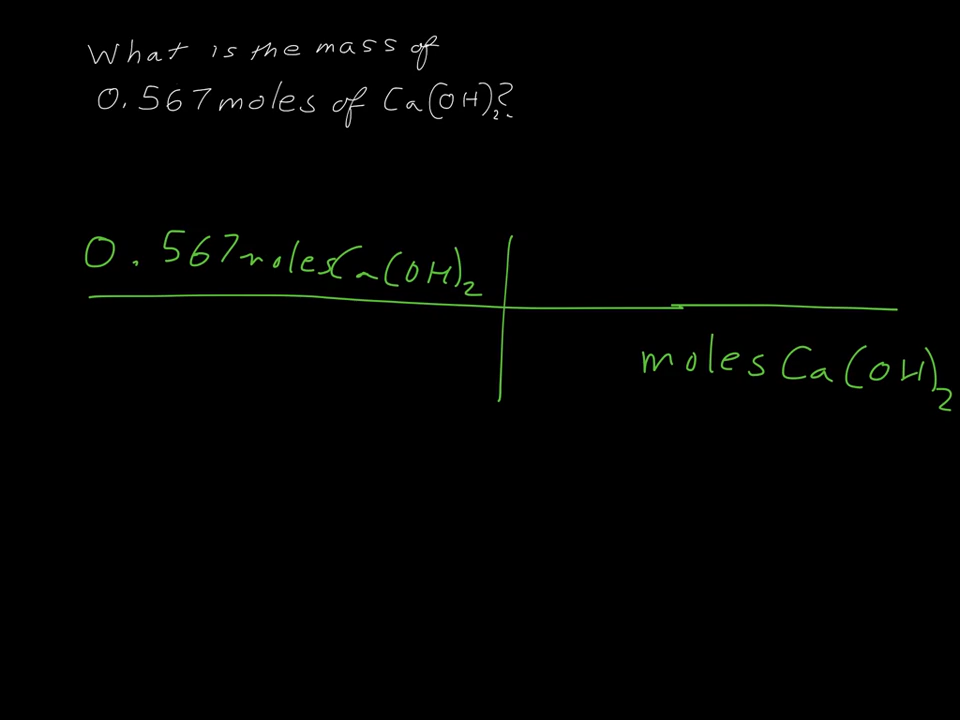 What is the mass of
0.567 moles of Ca(OH)₂?
0.567 moles Ca(OH)₂
moles Ca(OH)₂